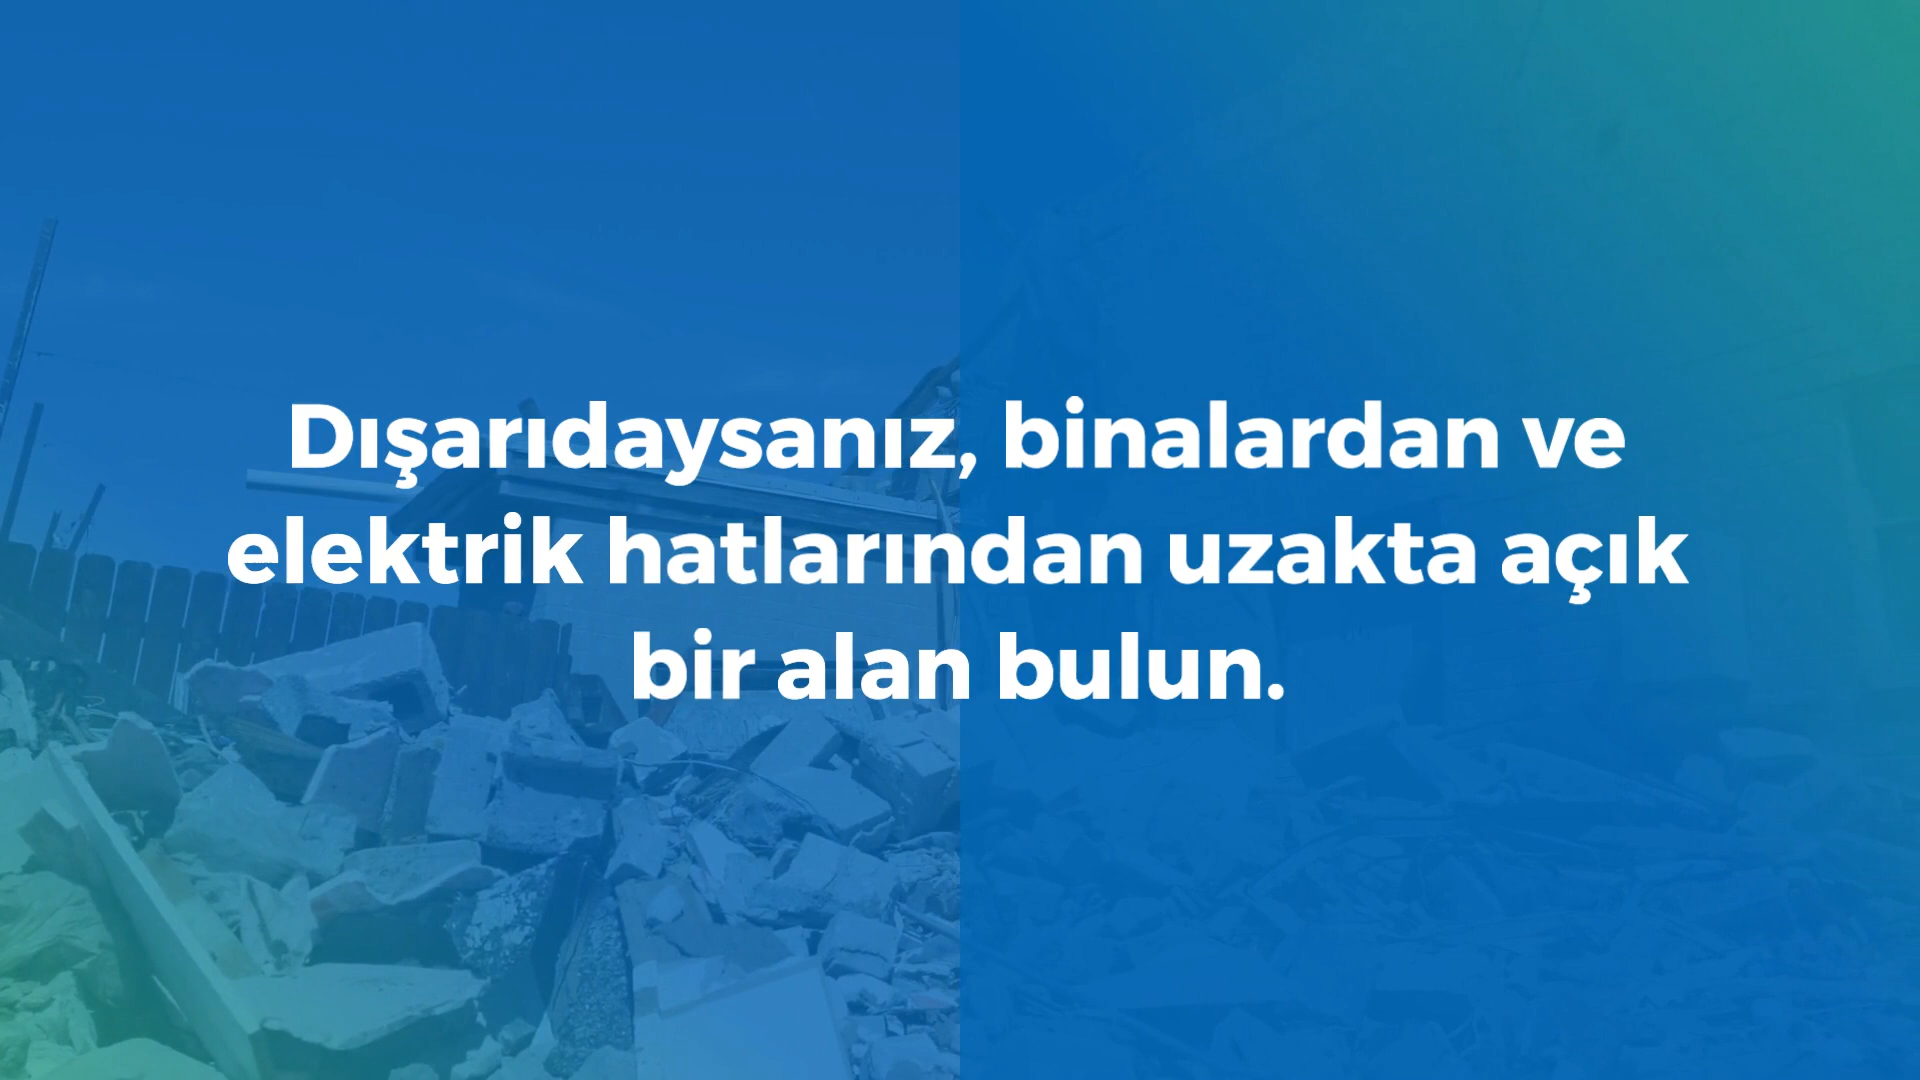 Dışarıdaysanız, binalardan ve
elektrik hatlarından uzakta açık
bir alan bulun.